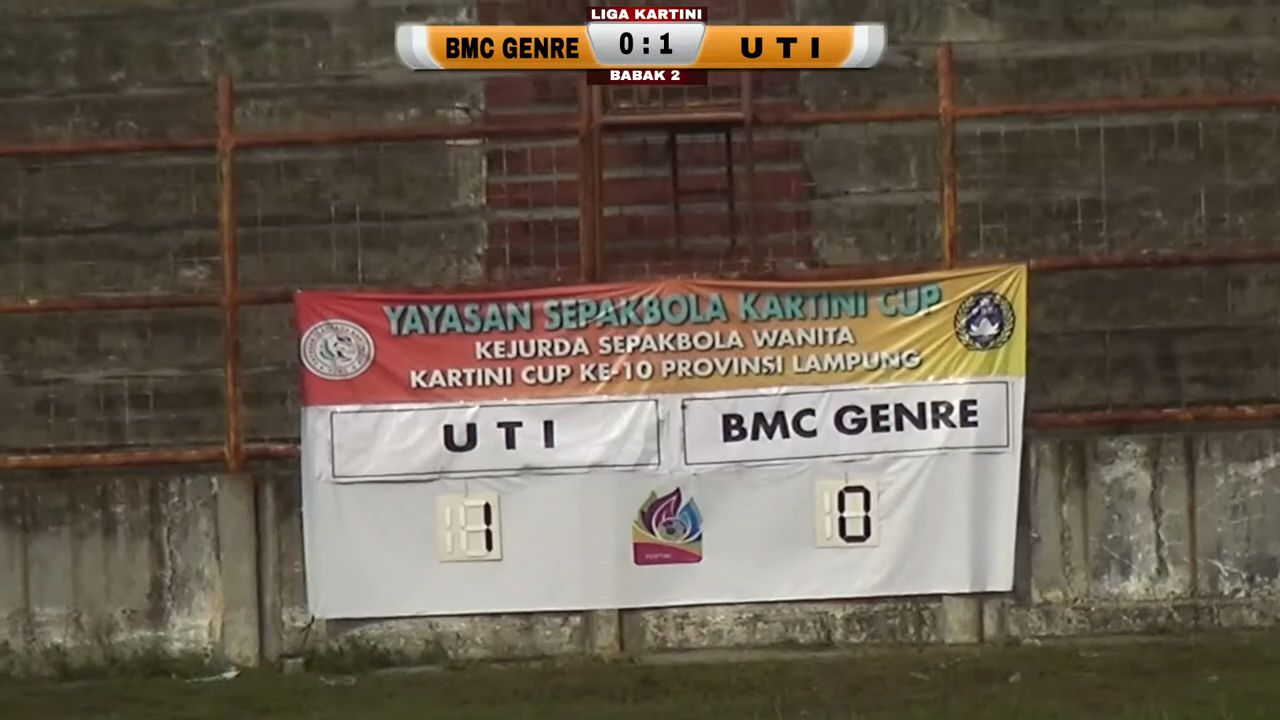 LIGA KARTINI
BMC GENRE 0 : 1 U T I
BABAK 2
YAYASAN SEPAKBOLA KARTINI CUP
KEJURDA SEPAKBOLA WANITA
KARTINI CUP KE-10 PROVINSI LAMPUNG
U T I BMC GENRE
1 0